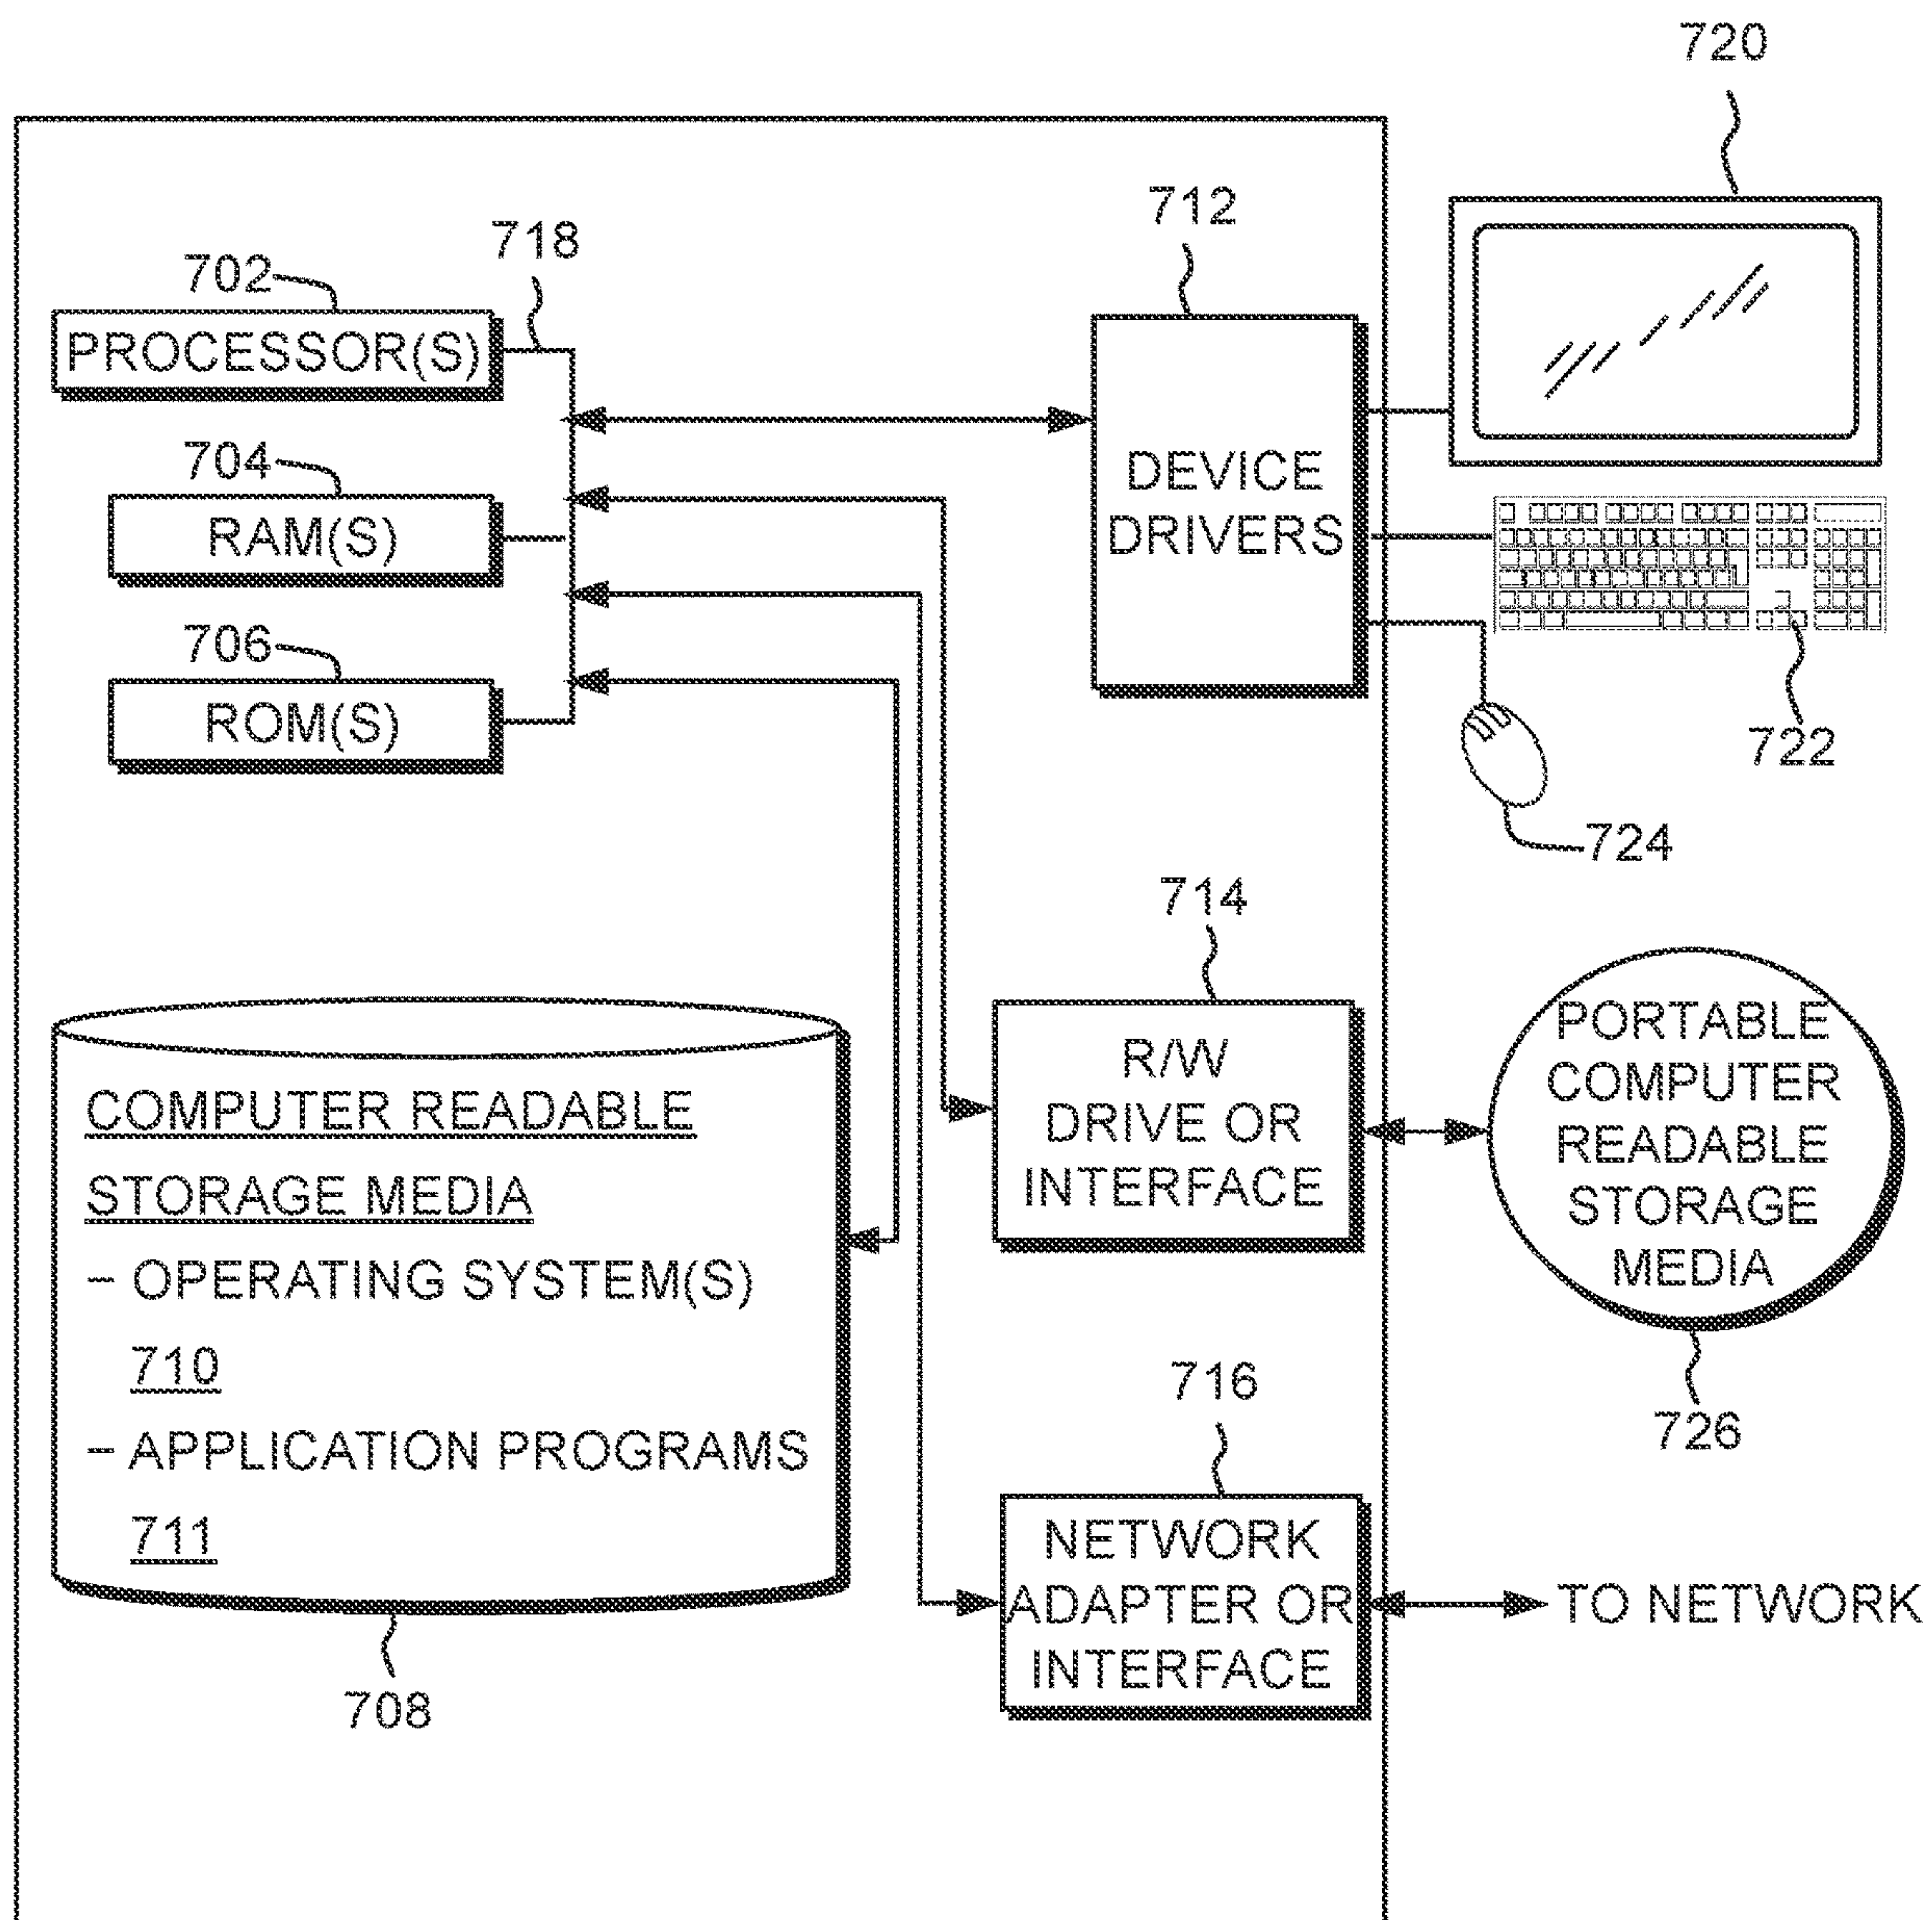 720
712
718
702
PROCESSOR(S)
704
RAM(S)
706
ROM(S)
DEVICE
DRIVERS
722
724
714
R/W
DRIVE OR
INTERFACE
PORTABLE
COMPUTER
READABLE
STORAGE
MEDIA
726
COMPUTER READABLE
STORAGE MEDIA
– OPERATING SYSTEM(S)
710
– APPLICATION PROGRAMS
711
708
716
NETWORK
ADAPTER OR
INTERFACE
TO NETWORK